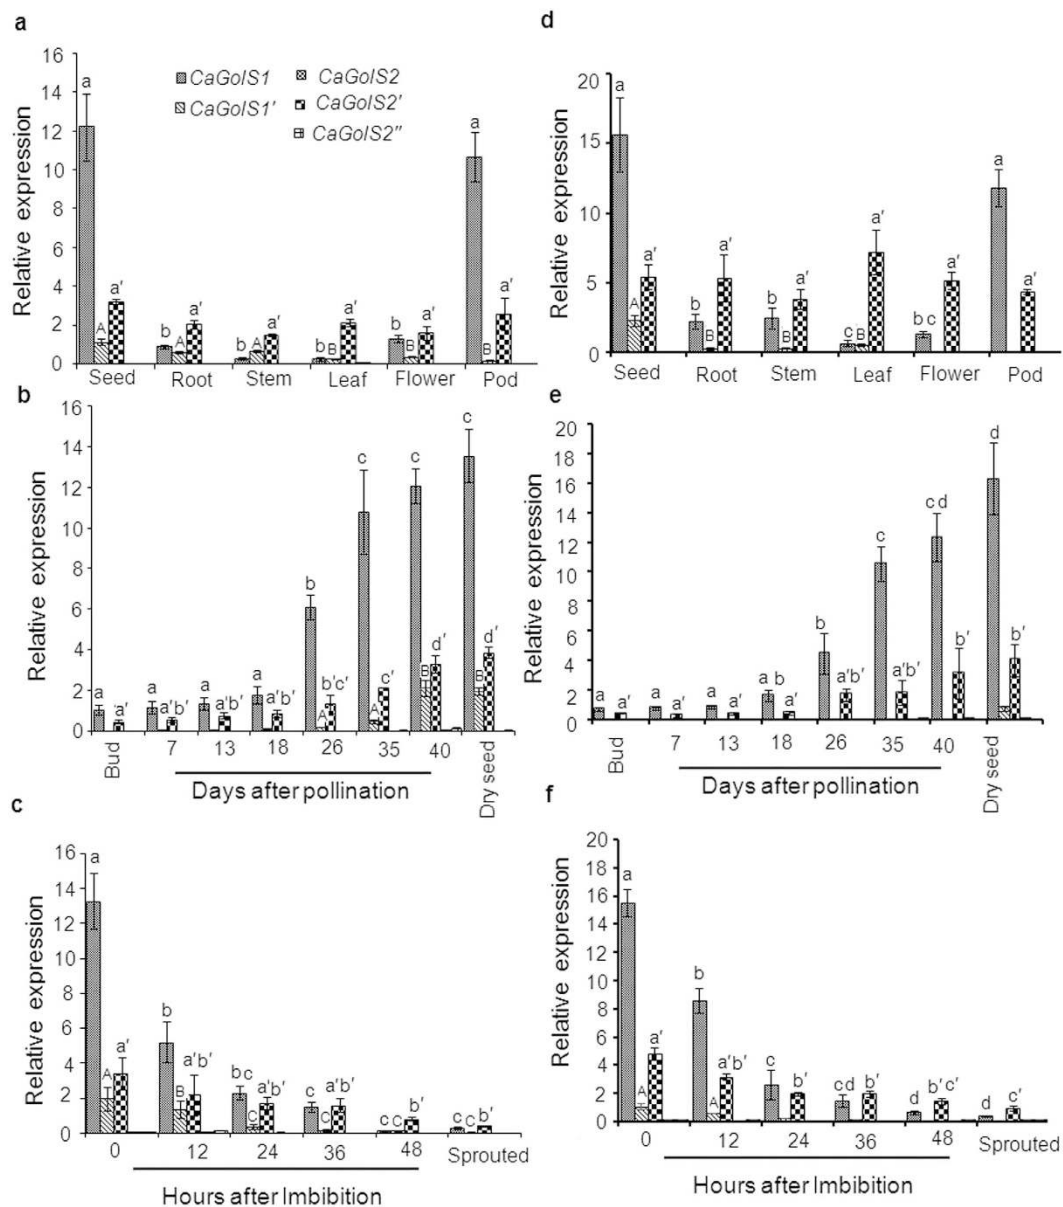 a
16
14
12
10
8
6
4
2
0
Relative expression
CaGolS1
CaGolS1'
CaGolS2
CaGolS2'
CaGolS2''
a
A
a'
b
A
a'
b
A
a'
b
B
a'
b
B
a'
a
B
a'
Seed Root Stem Leaf Flower Pod
d
20
15
10
5
0
Relative expression
a
A
a'
b
B
a'
b
B
a'
c
B
a'
b c
a'
a
a'
Seed Root Stem Leaf Flower Pod
b
16
14
12
10
8
6
4
2
0
Relative expression
a
a'
a
a'b'
a
a'b'
a
a'b'
b
A
b'c'
c
A
c'
c
B
d'
c
B
d'
Bud 7 13 18 26 35 40 Dry seed
Days after pollination
e
20
18
16
14
12
10
8
6
4
2
0
Relative expression
a
a'
a
a'
a
a'
a b
a'
b
a'b'
c
a'b'
c d
b'
d
b'
Bud 7 13 18 26 35 40 Dry seed
Days after pollination
c
16
14
12
10
8
6
4
2
0
Relative expression
a
A
a'
b
B
a'b'
b c
C
a'b'
c
C
a'b'
c
C
b'
c
C
b'
0 12 24 36 48 Sprouted
Hours after Imbibition
f
20
18
16
14
12
10
8
6
4
2
0
Relative expression
a
A
a'
b
A
a'b'
c
b'
c d
b'
d
b'c'
d
c'
0 12 24 36 48 Sprouted
Hours after Imbibition